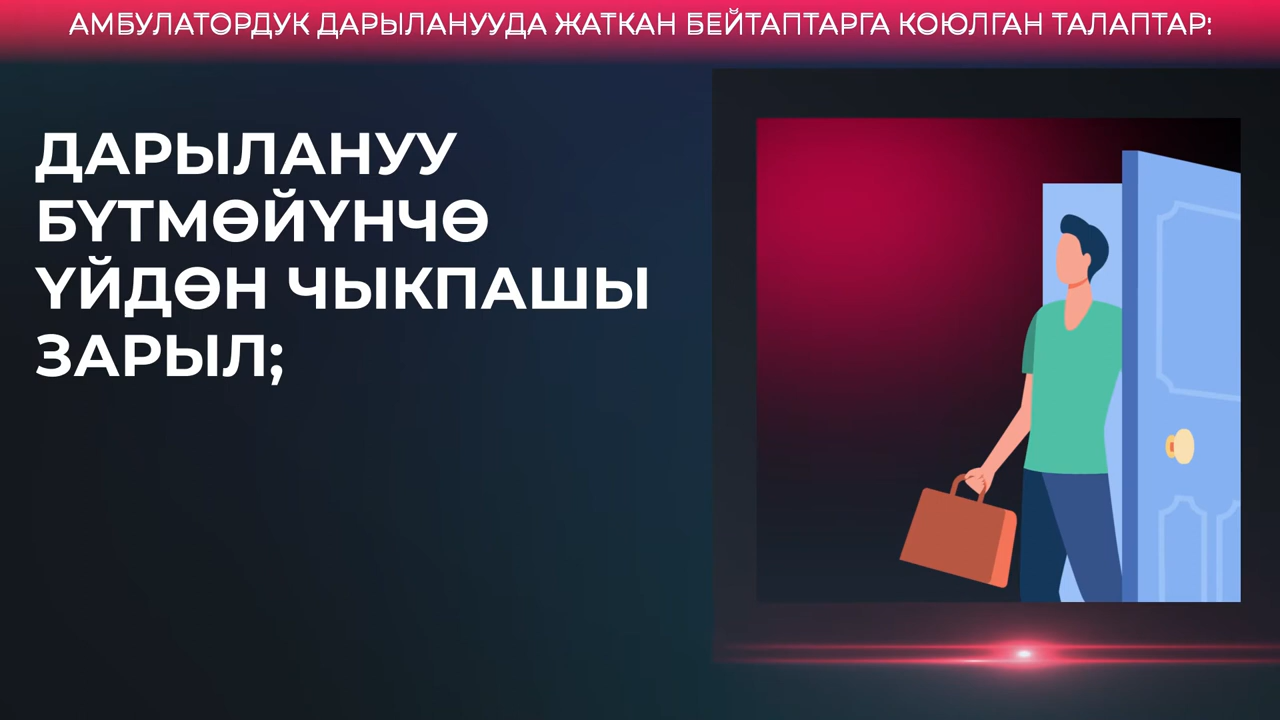 АМБУЛАТОРДУК ДАРЫЛАНУУДА ЖАТКАН БЕЙТАПТАРГА КОЮЛГАН ТАЛАПТАР:
ДАРЫЛАНУУ
БҮТМӨЙҮНЧӨ
ҮЙДӨН ЧЫКПАШЫ
ЗАРЫЛ;